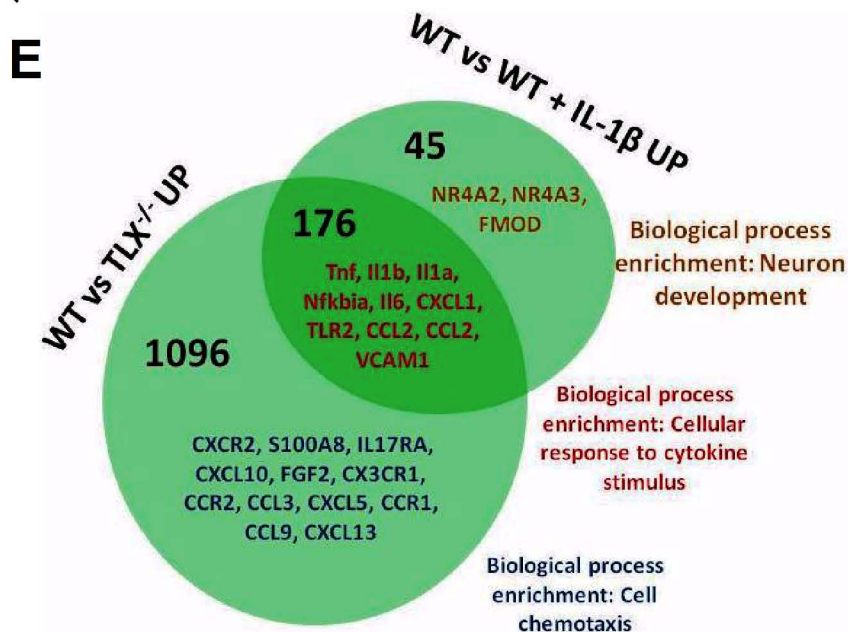 E
WT vs WT + IL-1β UP
WT vs TLX-/- UP
45
NR4A2, NR4A3,
FMOD
Biological process
enrichment: Neuron
development
176
Tnf, Il1b, Il1a,
Nfkbia, Il6, CXCL1,
TLR2, CCL2, CCL2,
VCAM1
Biological process
enrichment: Cellular
response to cytokine
stimulus
1096
CXCR2, S100A8, IL17RA,
CXCL10, FGF2, CX3CR1,
CCR2, CCL3, CXCL5, CCR1,
CCL9, CXCL13
Biological process
enrichment: Cell
chemotaxis